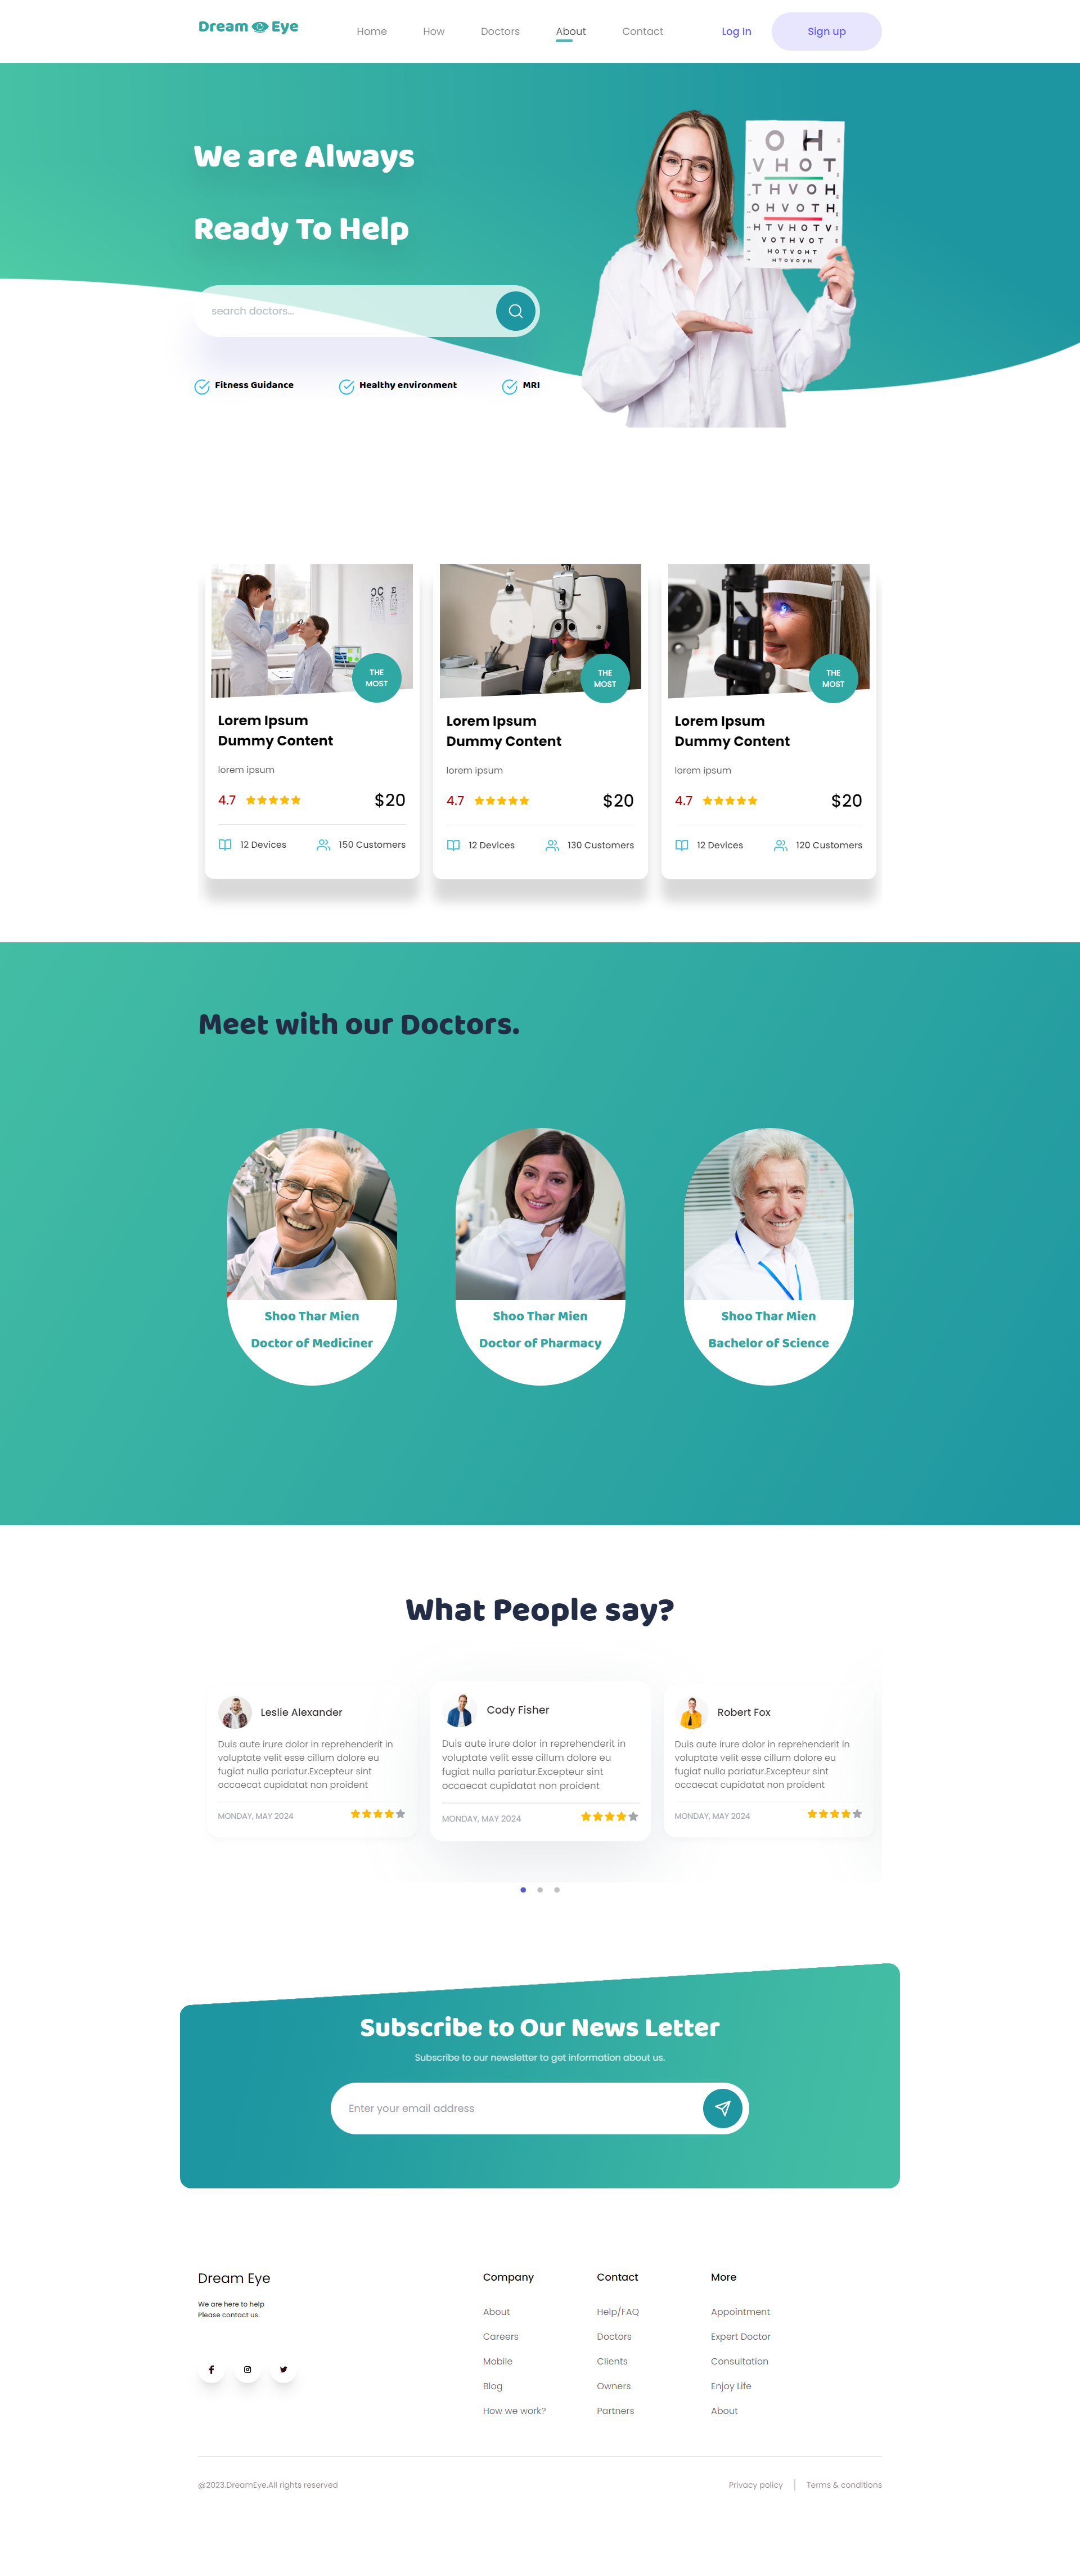 Dream Eye
Home How Doctors About Contact Log In Sign up
We are Always
Ready To Help
OH
VHOT
THVOH
OHVOTH
HTVHOTV
VOTHVOT
HOTVOHT
HTOVOVH
search doctors...
Fitness Guidance Healthy environment MRI
THE
MOST
Lorem Ipsum
Dummy Content
lorem ipsum
4.7 $20
12 Devices 150 Customers
THE
MOST
Lorem Ipsum
Dummy Content
lorem ipsum
4.7 $20
12 Devices 130 Customers
THE
MOST
Lorem Ipsum
Dummy Content
lorem ipsum
4.7 $20
12 Devices 120 Customers
Meet with our Doctors.
Shoo Thar Mien
Doctor of Mediciner
Shoo Thar Mien
Doctor of Pharmacy
Shoo Thar Mien
Bachelor of Science
What People say?
Leslie Alexander
Duis aute irure dolor in reprehenderit in
voluptate velit esse cillum dolore eu
fugiat nulla pariatur.Excepteur sint
occaecat cupidatat non proident
MONDAY, MAY 2024
Cody Fisher
Duis aute irure dolor in reprehenderit in
voluptate velit esse cillum dolore eu
fugiat nulla pariatur.Excepteur sint
occaecat cupidatat non proident
MONDAY, MAY 2024
Robert Fox
Duis aute irure dolor in reprehenderit in
voluptate velit esse cillum dolore eu
fugiat nulla pariatur.Excepteur sint
occaecat cupidatat non proident
MONDAY, MAY 2024
Subscribe to Our News Letter
Subscribe to our newsletter to get information about us.
Enter your email address
Dream Eye
We are here to help
Please contact us.
Company
About
Careers
Mobile
Blog
How we work?
Contact
Help/FAQ
Doctors
Clients
Owners
Partners
More
Appointment
Expert Doctor
Consultation
Enjoy Life
About
@2023.DreamEye.All rights reserved
Privacy policy Terms & conditions